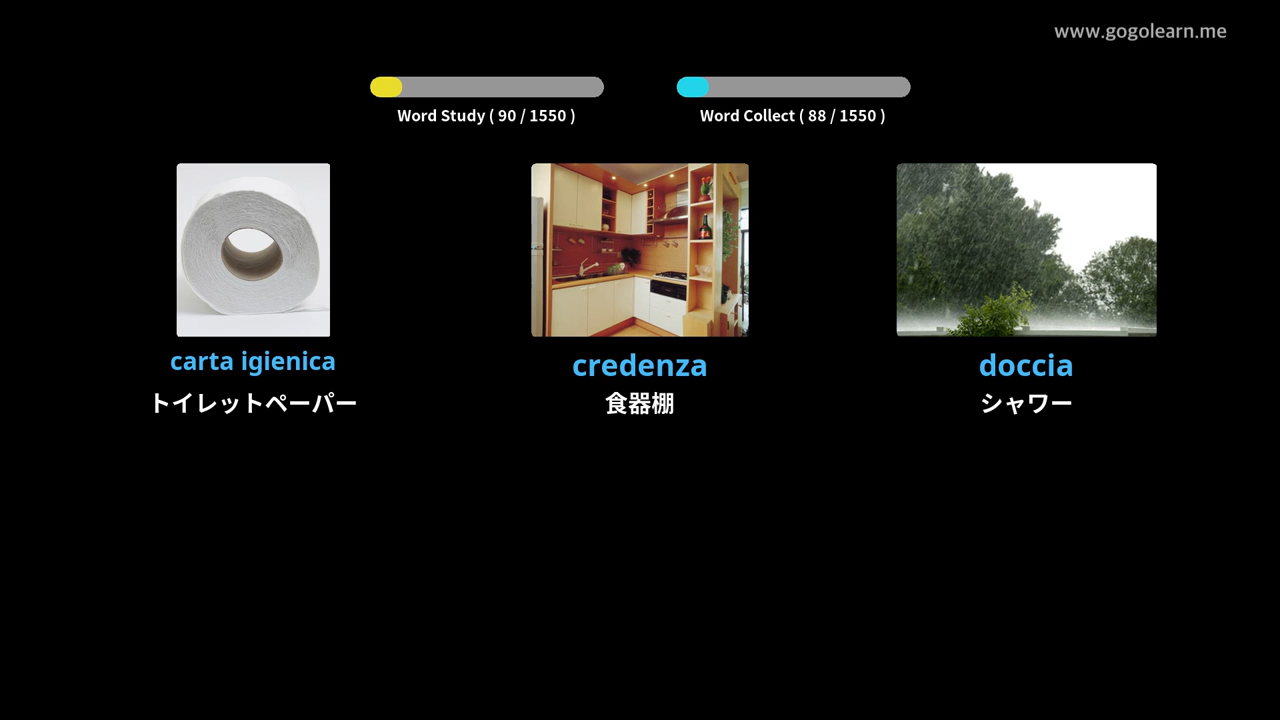 www.gogolearn.me
Word Study ( 90 / 1550 )
Word Collect ( 88 / 1550 )
carta igienica
トイレットペーパー
credenza
食器棚
doccia
シャワー